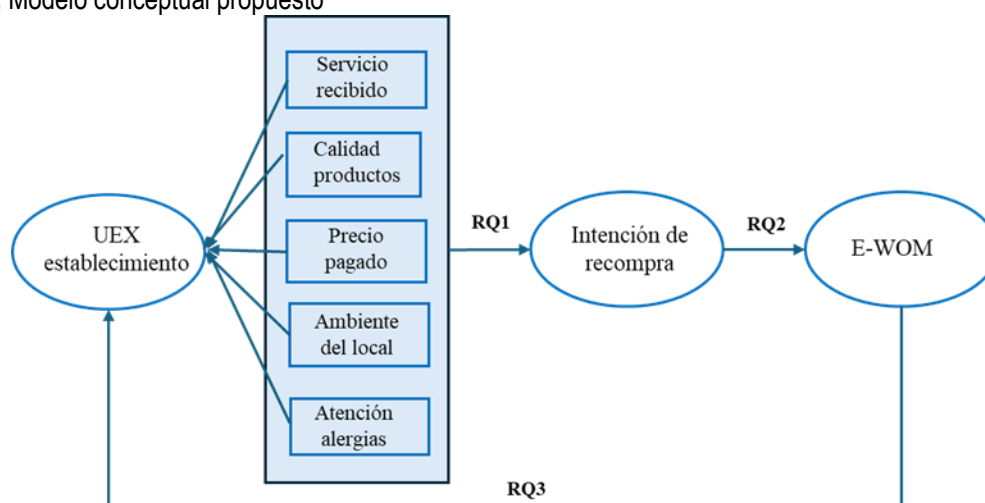 Modelo conceptual propuesto
Servicio
recibido
Calidad
productos
UEX
establecimiento
Precio
pagado
RQ1
Intención de
recompra
RQ2
E-WOM
Ambiente
del local
Atención
alergias
RQ3